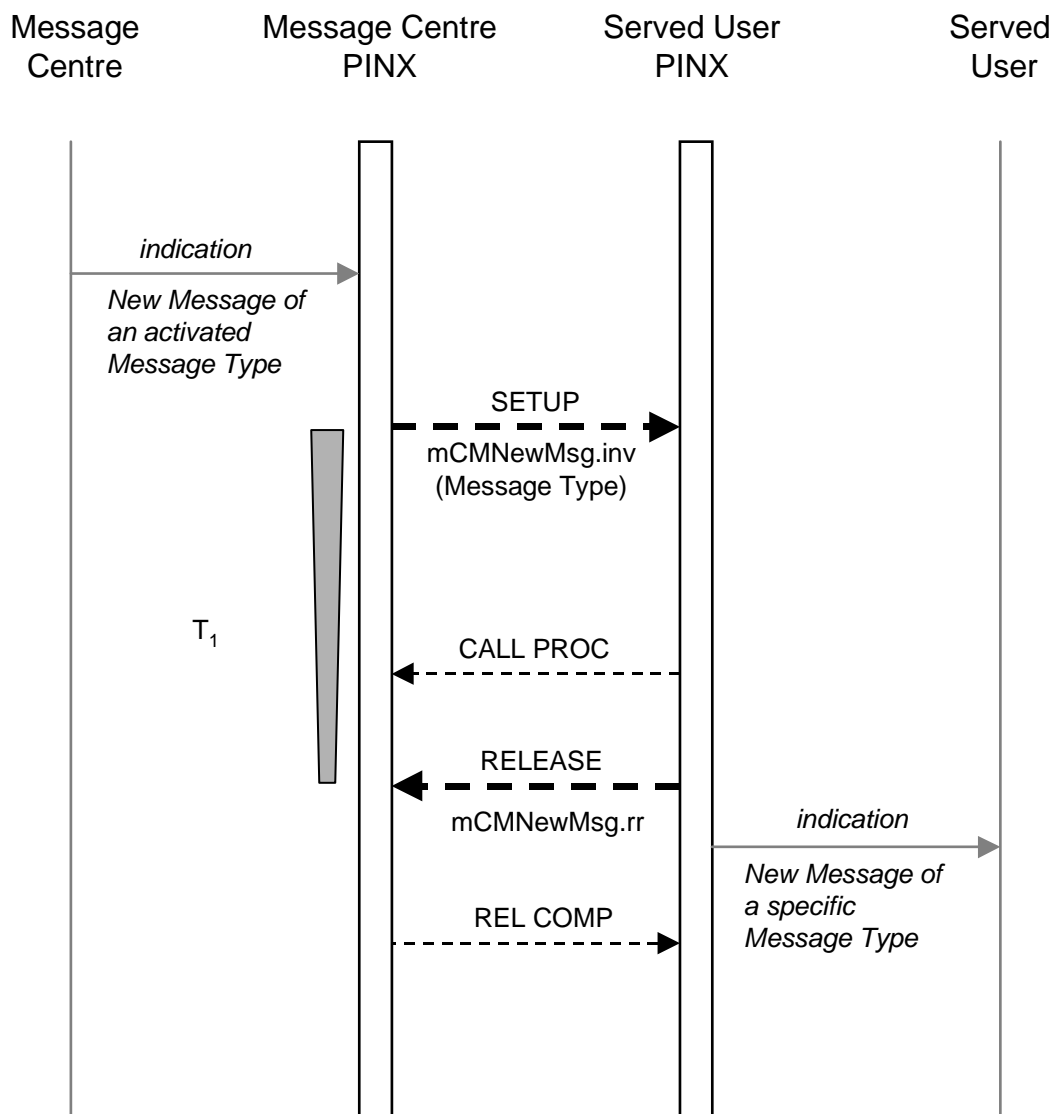 Message
Centre
Message Centre
PINX
Served User
PINX
Served
User
indication
New Message of
an activated
Message Type
SETUP
mCMNewMsg.inv
(Message Type)
T1
CALL PROC
RELEASE
mCMNewMsg.rr
indication
New Message of
a specific
Message Type
REL COMP